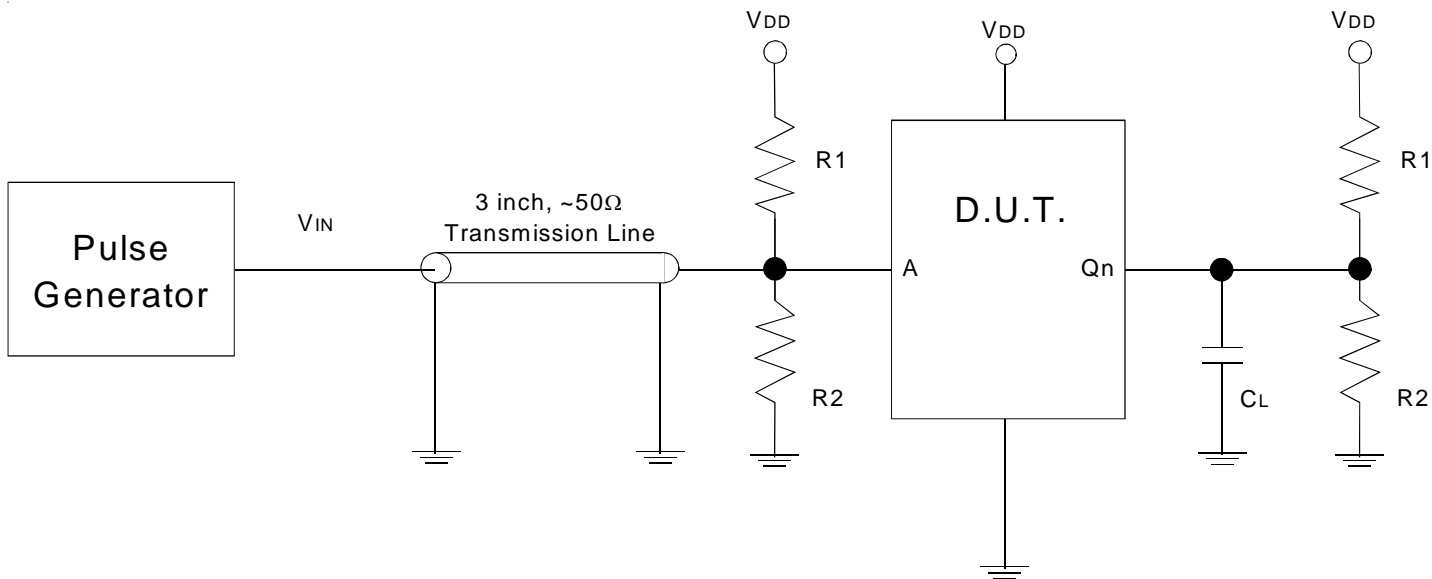 VDD
VDD
VDD
R1
R1
Pulse
Generator
VIN
3 inch, ~50Ω
Transmission Line
D.U.T.
A
Qn
R2
CL
R2